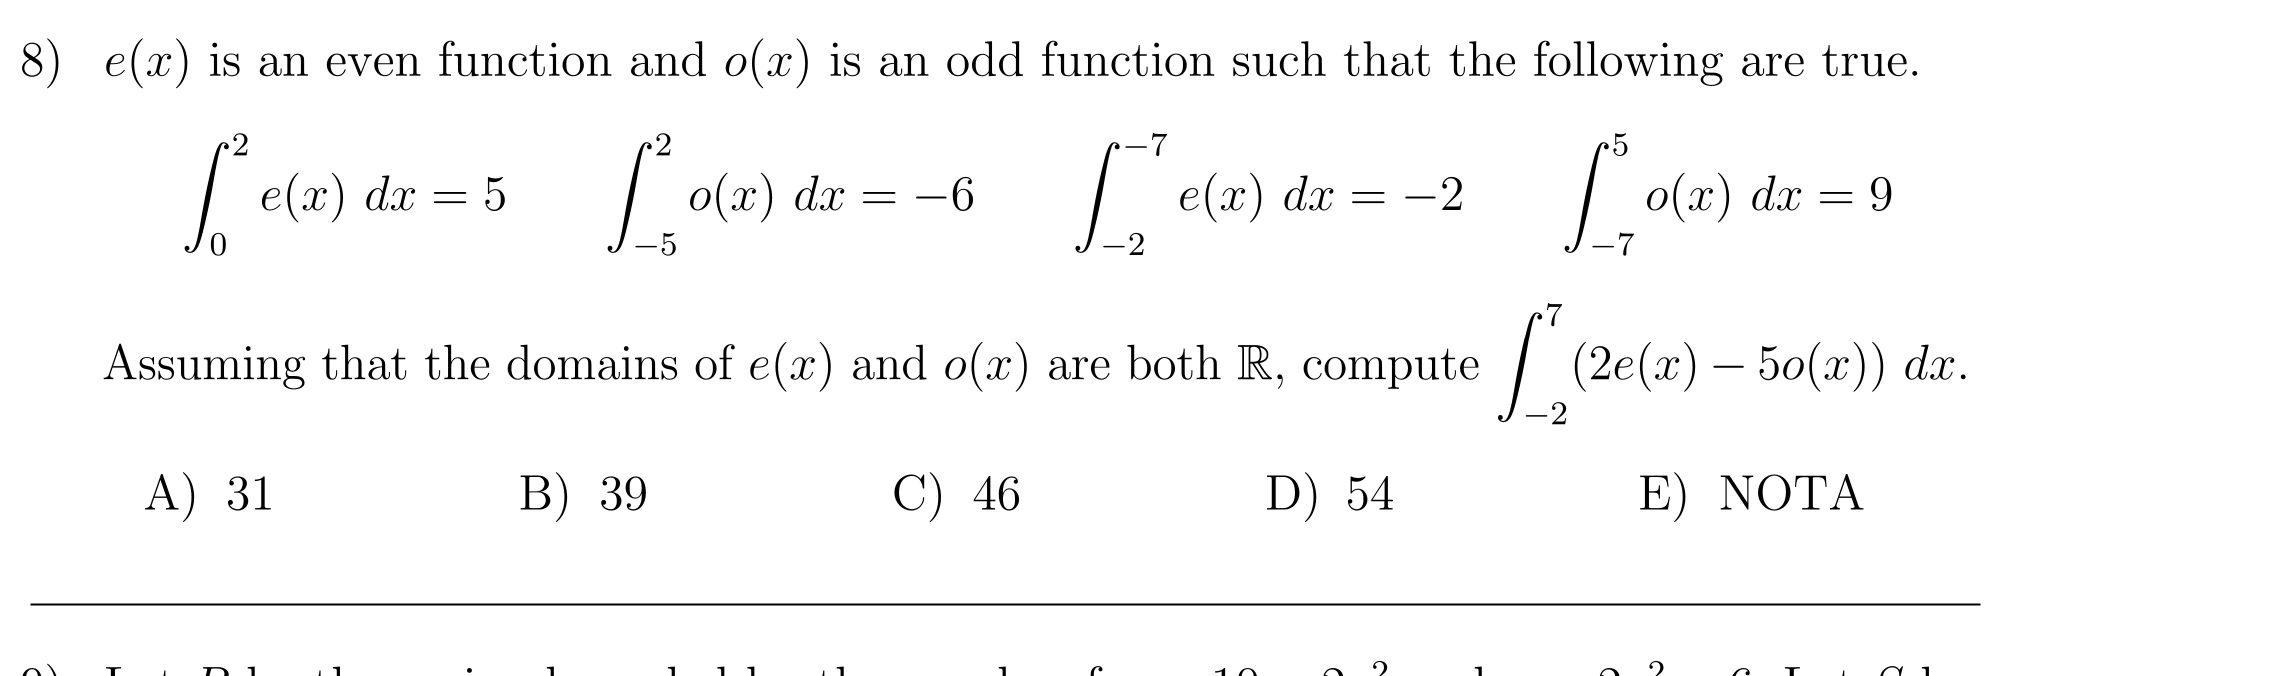 8) e(x) is an even function and o(x) is an odd function such that the following are true.
∫_0^2 e(x) dx = 5 ∫_{−5}^2 o(x) dx = −6 ∫_{−2}^{−7} e(x) dx = −2 ∫_{−7}^5 o(x) dx = 9
Assuming that the domains of e(x) and o(x) are both ℝ, compute ∫_{−2}^7 (2e(x) − 5o(x)) dx.
A) 31 B) 39 C) 46 D) 54 E) NOTA